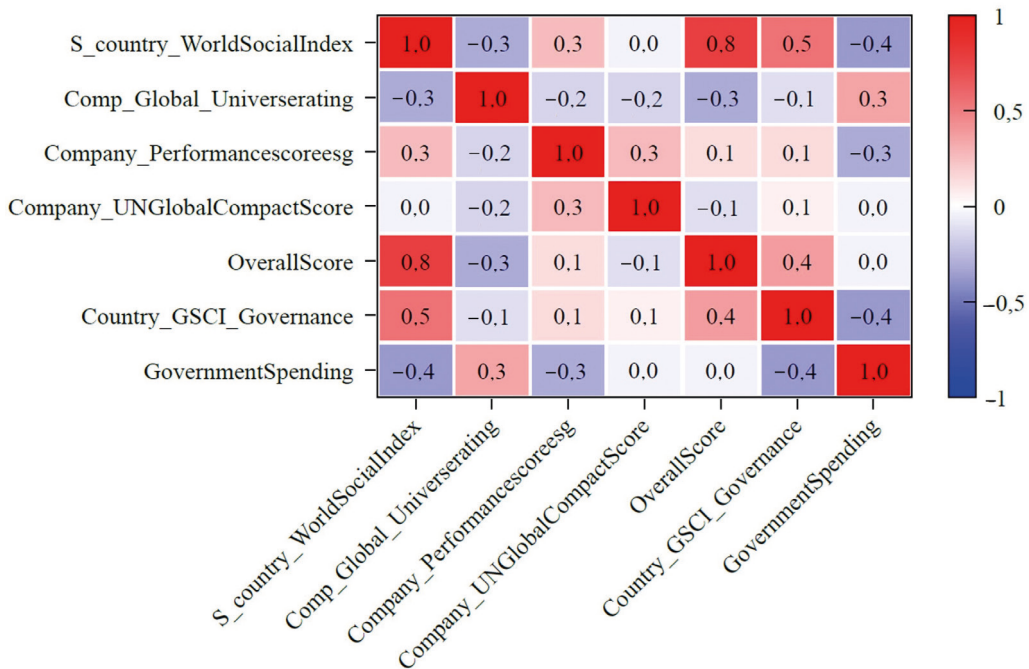 S_country_WorldSocialIndex 1,0 −0,3 0,3 0,0 0,8 0,5 −0,4
Comp_Global_Universerating −0,3 1,0 −0,2 −0,2 −0,3 −0,1 0,3
Company_Performancescoreesg 0,3 −0,2 1,0 0,3 0,1 0,1 −0,3
Company_UNGlobalCompactScore 0,0 −0,2 0,3 1,0 −0,1 0,1 0,0
OverallScore 0,8 −0,3 0,1 −0,1 1,0 0,4 0,0
Country_GSCI_Governance 0,5 −0,1 0,1 0,1 0,4 1,0 −0,4
GovernmentSpending −0,4 0,3 −0,3 0,0 0,0 −0,4 1,0
S_country_WorldSocialIndex
Comp_Global_Universerating
Company_Performancescoreesg
Company_UNGlobalCompactScore
OverallScore
Country_GSCI_Governance
GovernmentSpending
1
0,5
0
−0,5
−1